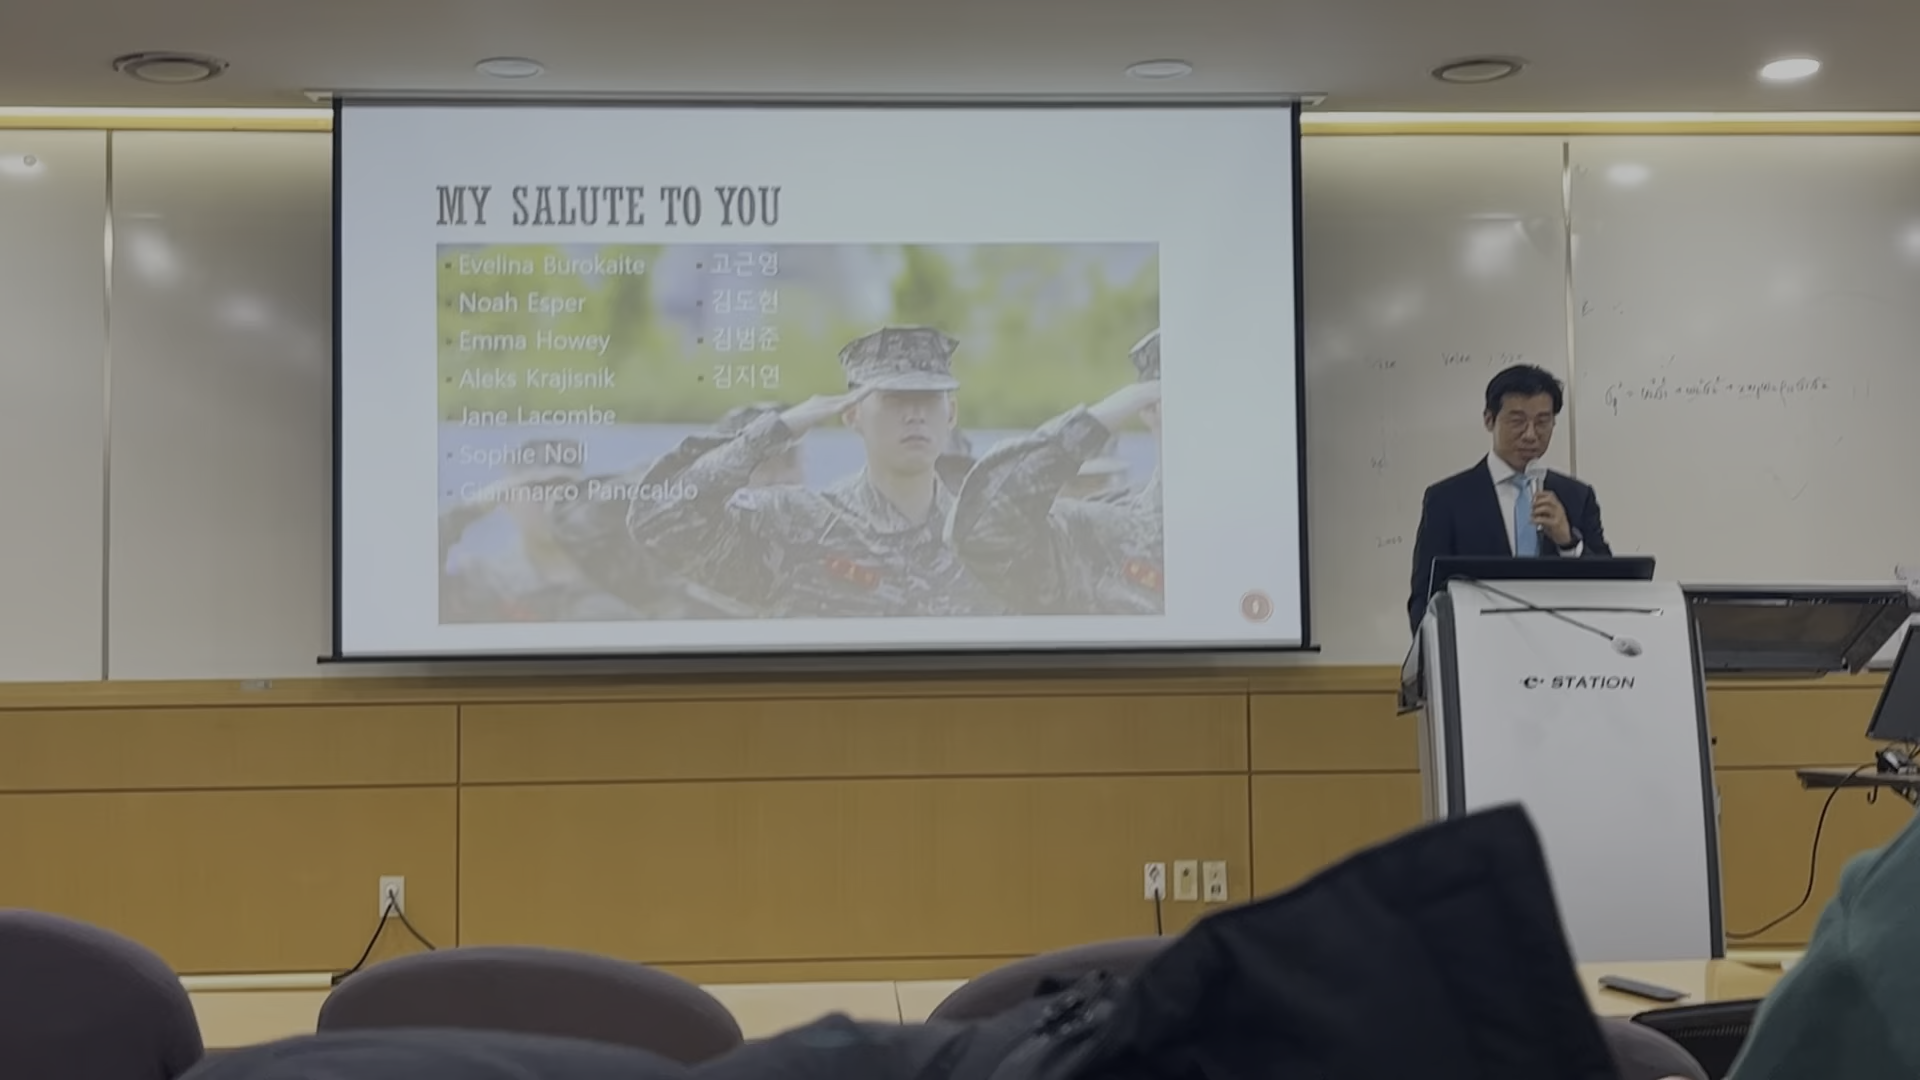 MY SALUTE TO YOU
Evelina Burokaite
Noah Esper
Emma Howey
Aleks Krajisnik
Jane Lacombe
Sophie Noll
Gianmarco Panecaldo
고근영
김도현
김범준
김지연
e STATION